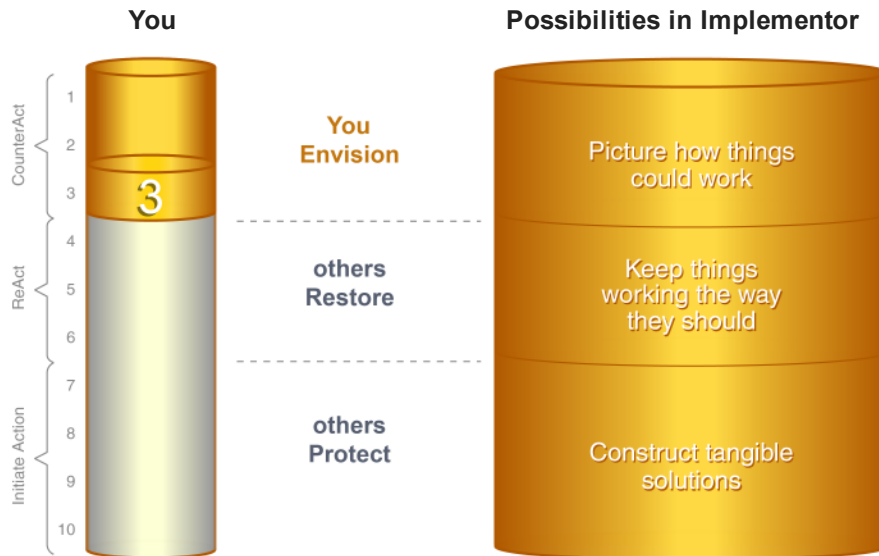 You
Possibilities in Implementor
CounterAct
1
2
3
3
You
Envision
Picture how things
could work
ReAct
4
5
6
others
Restore
Keep things
working the way
they should
Initiate Action
7
8
9
10
others
Protect
Construct tangible
solutions